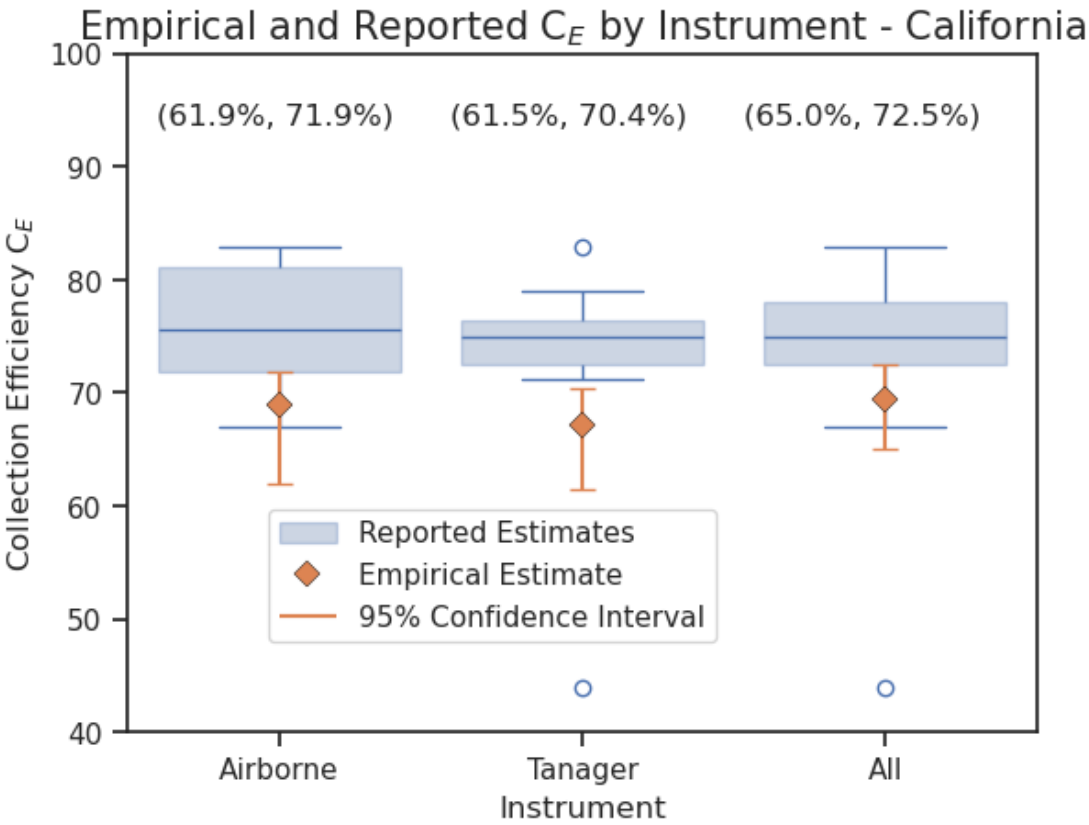 Empirical and Reported C_E by Instrument - California
100
(61.9%, 71.9%) (61.5%, 70.4%) (65.0%, 72.5%)
90
80
70
60
50
40
Collection Efficiency C_E
Reported Estimates
Empirical Estimate
95% Confidence Interval
Airborne Tanager All
Instrument